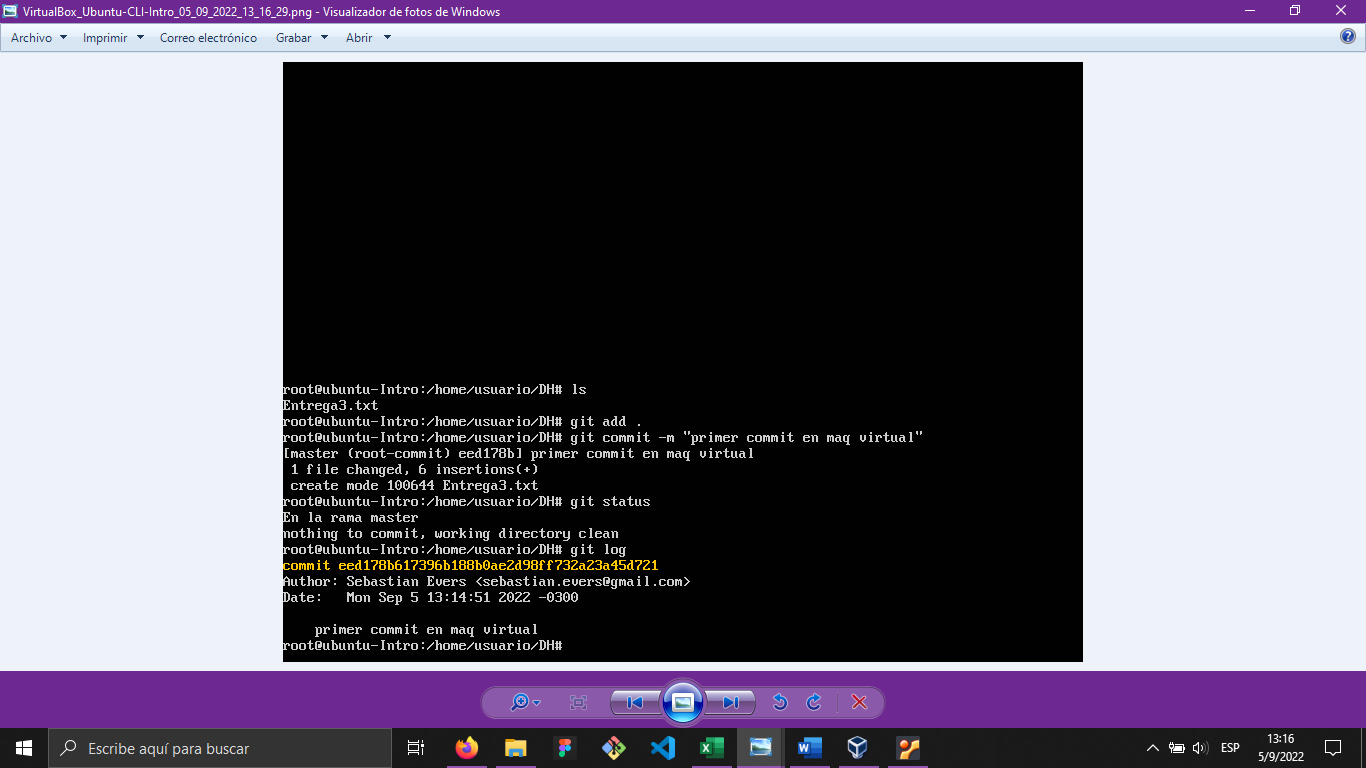 VirtualBox_Ubuntu-CLI-Intro_05_09_2022_13_16_29.png - Visualizador de fotos de Windows
Archivo Imprimir Correo electrónico Grabar Abrir
root@ubuntu-Intro:/home/usuario/DH# ls
Entrega3.txt
root@ubuntu-Intro:/home/usuario/DH# git add .
root@ubuntu-Intro:/home/usuario/DH# git commit -m "primer commit en maq virtual"
[master (root-commit) eed178b] primer commit en maq virtual
 1 file changed, 6 insertions(+)
 create mode 100644 Entrega3.txt
root@ubuntu-Intro:/home/usuario/DH# git status
En la rama master
nothing to commit, working directory clean
root@ubuntu-Intro:/home/usuario/DH# git log
commit eed178b617396b188b0ae2d98ff732a23a45d721
Author: Sebastian Evers <sebastian.evers@gmail.com>
Date:   Mon Sep 5 13:14:51 2022 -0300
    primer commit en maq virtual
root@ubuntu-Intro:/home/usuario/DH#
Escribe aquí para buscar
ESP
13:16
5/9/2022